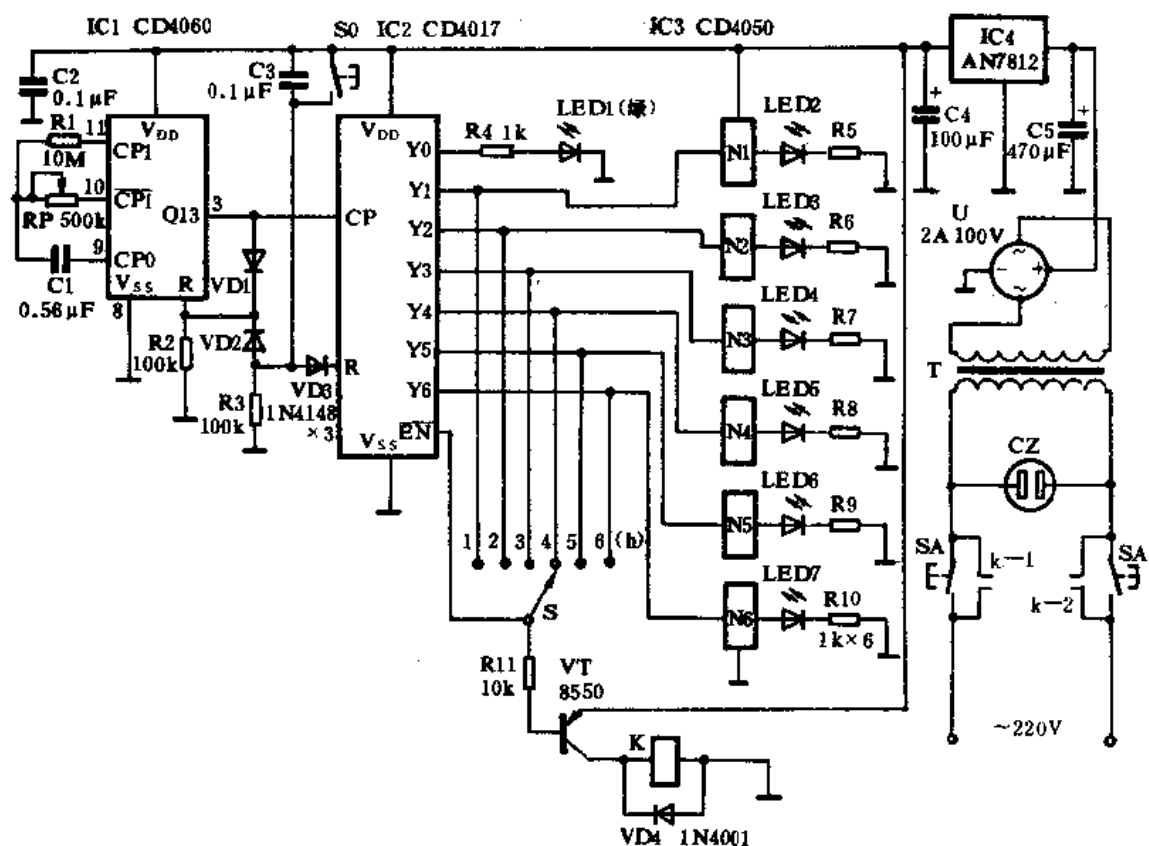 IC1 CD4060
S0
IC2 CD4017
IC3 CD4050
IC4
AN7812
C2
0.1μF
C3
0.1μF
LED1(绿)
R4 1k
LED2
R5
C4
100μF
C5
470μF
R1
10M
11
VDD
CP1
10
CP1
RP 500k
Q13
3
9
CP0
C1
0.56μF
VSS
8
R
VDD
CP
R
VSS
Y0
Y1
Y2
Y3
Y4
Y5
Y6
EN
VD1
VD2
VD3
1N4148
×3
R2
100k
R3
100k
N1
N2
LED3
R6
N3
LED4
R7
N4
LED5
R8
N5
LED6
R9
N6
LED7
R10
1k×6
U
2A 100V
~
-
+
~
T
CZ
SA
k-1
k-2
SA
~220V
1 2 3 4 5 6 (h)
S
R11
10k
VT
8550
K
VD4 1N4001